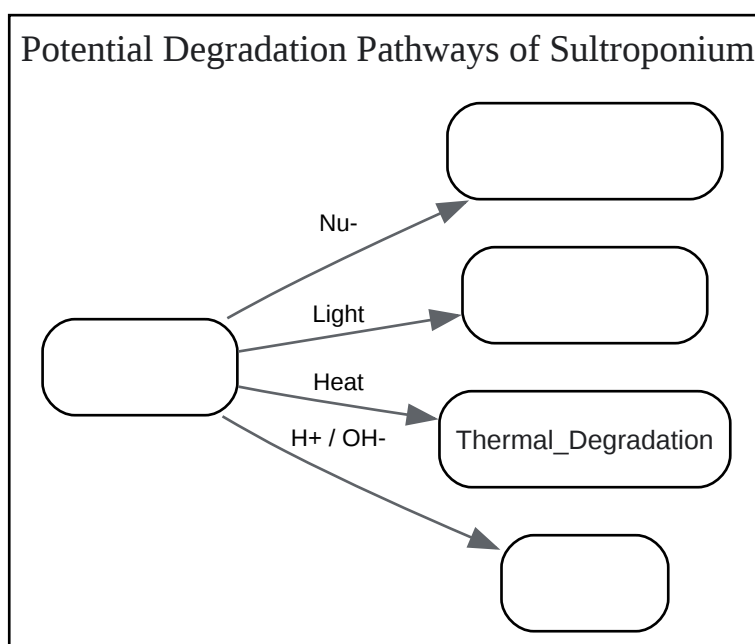 Potential Degradation Pathways of Sultroponium
Nu-
Light
Heat
Thermal_Degradation
H+ / OH-